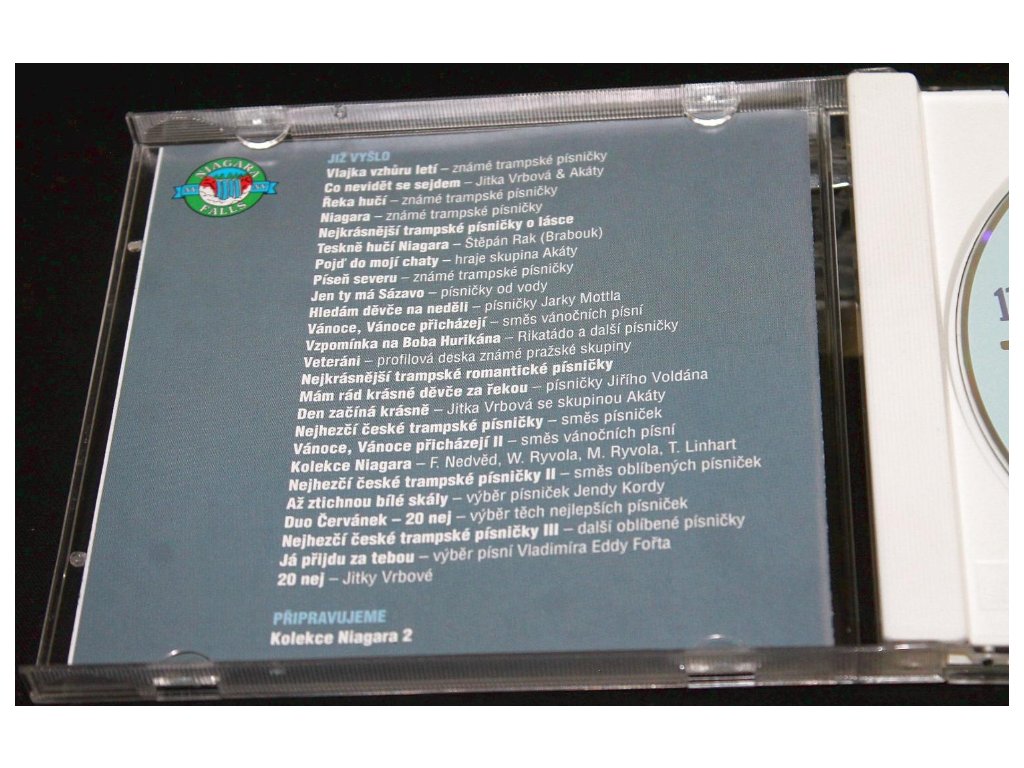 NIAGARA
FALLS
JIŽ VYŠLO
Vlajka vzhůru letí – známé trampské písničky
Co nevidět se sejdem – Jitka Vrbová & Akáty
Řeka hučí – známé trampské písničky
Niagara – známé trampské písničky
Nejkrásnější trampské písničky o lásce
Teskně hučí Niagara – Štěpán Rak (Brabouk)
Pojď do mojí chaty – hraje skupina Akáty
Píseň severu – známé trampské písničky
Jen ty má Sázavo – písničky od vody
Hledám děvče na neděli – písničky Jarky Mottla
Vánoce, Vánoce přicházejí – směs vánočních písní
Vzpomínka na Boba Hurikána – Rikatádo a další písničky
Veteráni – profilová deska známé pražské skupiny
Nejkrásnější trampské romantické písničky
Mám rád krásné děvče za řekou – písničky Jiřího Voldána
Den začíná krásně – Jitka Vrbová se skupinou Akáty
Nejhezčí české trampské písničky – směs písniček
Vánoce, Vánoce přicházejí II – směs vánočních písní
Kolekce Niagara – F. Nedvěd, W. Ryvola, M. Ryvola, T. Linhart
Nejhezčí české trampské písničky II – směs oblíbených písniček
Až ztichnou bílé skály – výběr písniček Jendy Kordy
Duo Červánek – 20 nej – výběr těch nejlepších písniček
Nejhezčí české trampské písničky III – další oblíbené písničky
Já přijdu za tebou – výběr písní Vladimíra Eddy Fořta
20 nej – Jitky Vrbové
PŘIPRAVUJEME
Kolekce Niagara 2